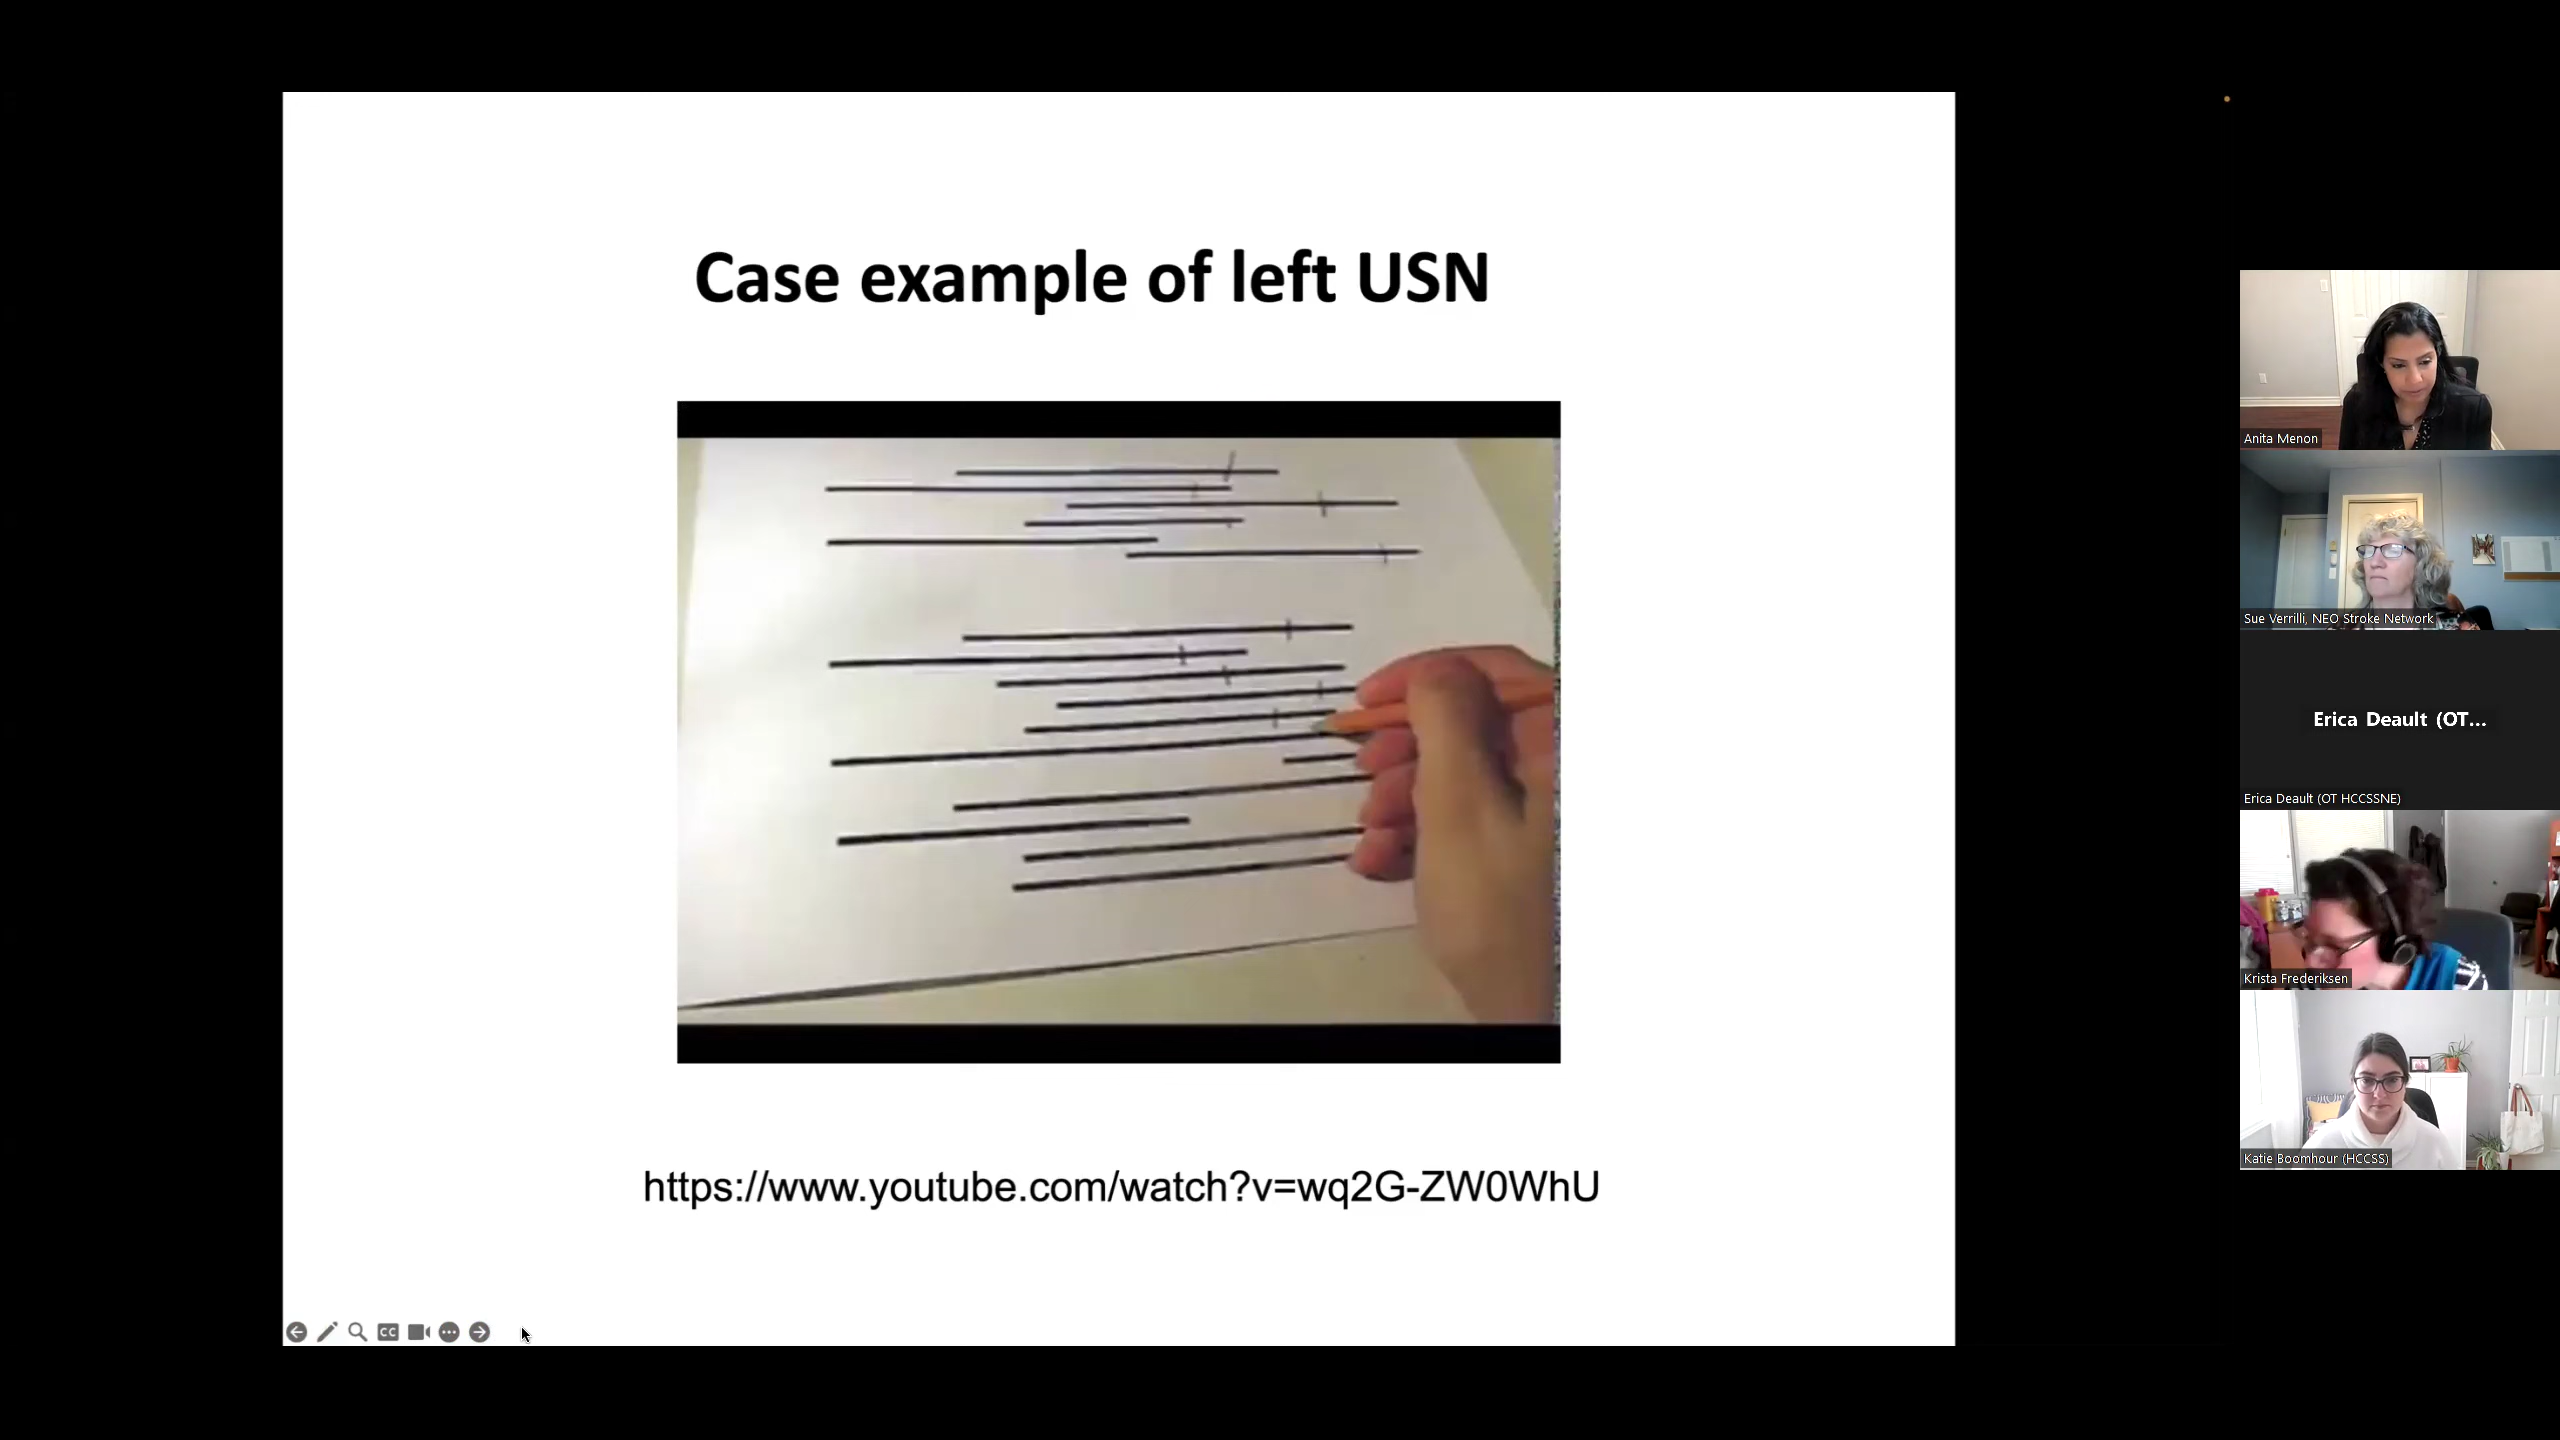 Case example of left USN
https://www.youtube.com/watch?v=wq2G-ZW0WhU
CC
Anita Menon
Sue Verrilli, NEO Stroke Network
Erica Deault (OT...
Erica Deault (OT HCCSSNE)
Krista Frederiksen
Katie Boomhour (HCCSS)